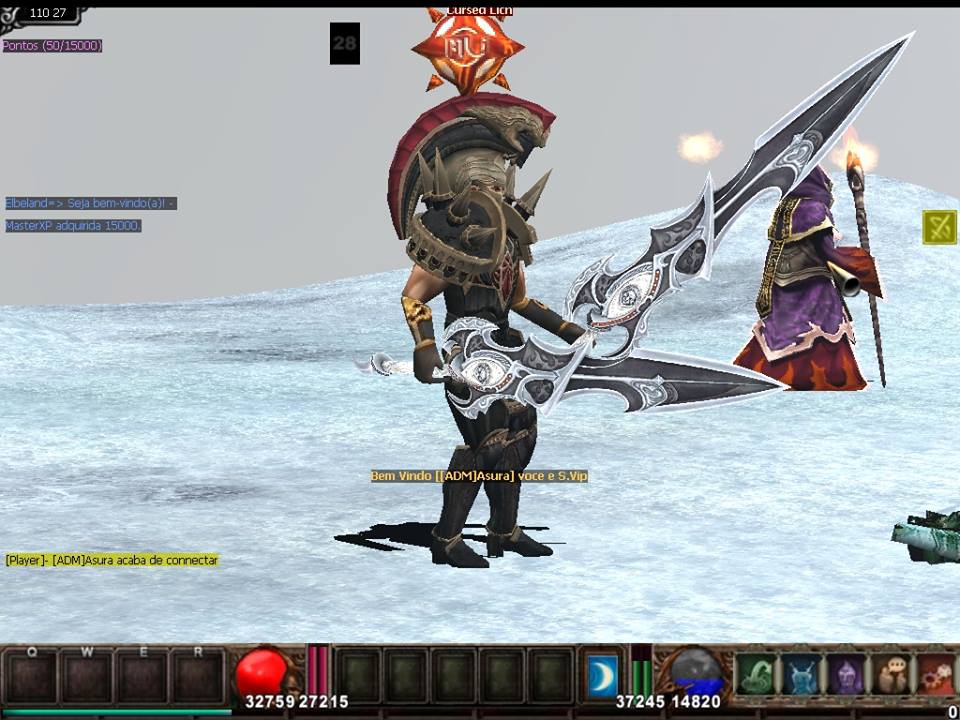 110 27
Cursed Lich
Pontos (50/15000)
28
MU
Elbeland=> Seja bem-vindo(a)! -
MasterXP adquirida 15000.
Bem Vindo [[ADM]Asura] voce e S.Vip
[Player]- [ADM]Asura acaba de connectar
Q W E R
32759 27215 37245 14820
0